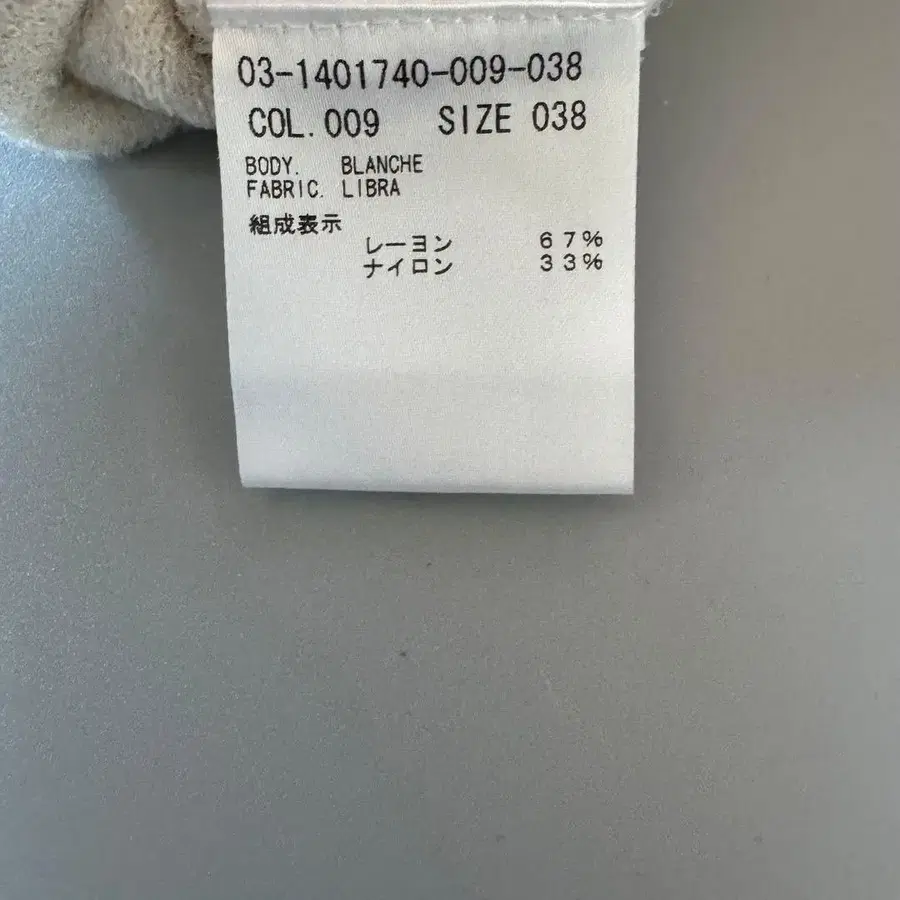 03-1401740-009-038
COL.009 SIZE 038
BODY. BLANCHE
FABRIC. LIBRA
組成表示
レーヨン 67%
ナイロン 33%